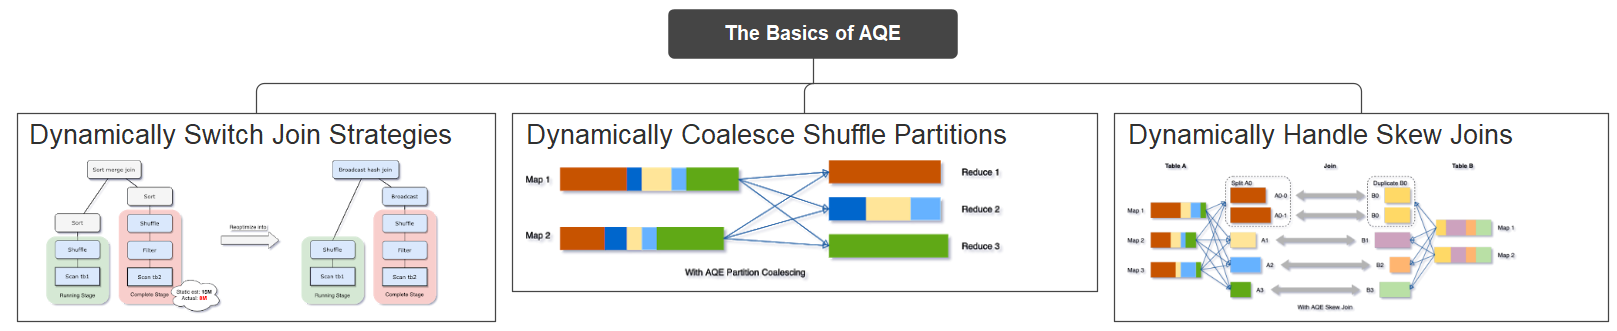 The Basics of AQE
Dynamically Switch Join Strategies
Sort merge join
Sort
Sort
Shuffle
Shuffle
Filter
Scan tb1
Scan tb2
Running Stage
Complete Stage
Static est: 15M
Actual: 8M
Reoptimize into:
Broadcast hash join
Broadcast
Shuffle
Shuffle
Filter
Scan tb1
Scan tb2
Running Stage
Complete Stage
Dynamically Coalesce Shuffle Partitions
Map 1
Map 2
Reduce 1
Reduce 2
Reduce 3
With AQE Partition Coalescing
Dynamically Handle Skew Joins
Table A
Join
Table B
Split A0
Duplicate B0
A0-0
B0
A0-1
B0
Map 1
Map 2
Map 3
A1
B1
A2
B2
A3
B3
Map 1
Map 2
With AQE Skew Join